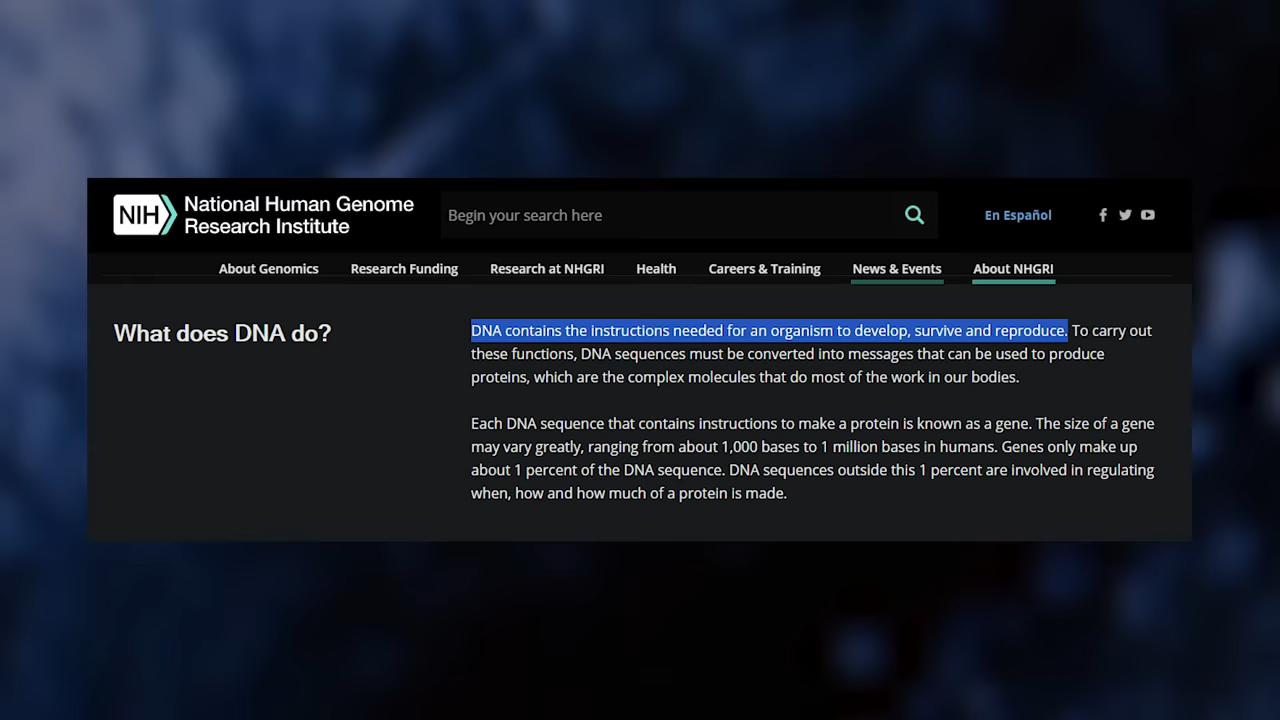 NIH
National Human Genome
Research Institute
Begin your search here
En Español
About Genomics Research Funding Research at NHGRI Health Careers & Training News & Events About NHGRI
What does DNA do?
DNA contains the instructions needed for an organism to develop, survive and reproduce. To carry out
these functions, DNA sequences must be converted into messages that can be used to produce
proteins, which are the complex molecules that do most of the work in our bodies.
Each DNA sequence that contains instructions to make a protein is known as a gene. The size of a gene
may vary greatly, ranging from about 1,000 bases to 1 million bases in humans. Genes only make up
about 1 percent of the DNA sequence. DNA sequences outside this 1 percent are involved in regulating
when, how and how much of a protein is made.